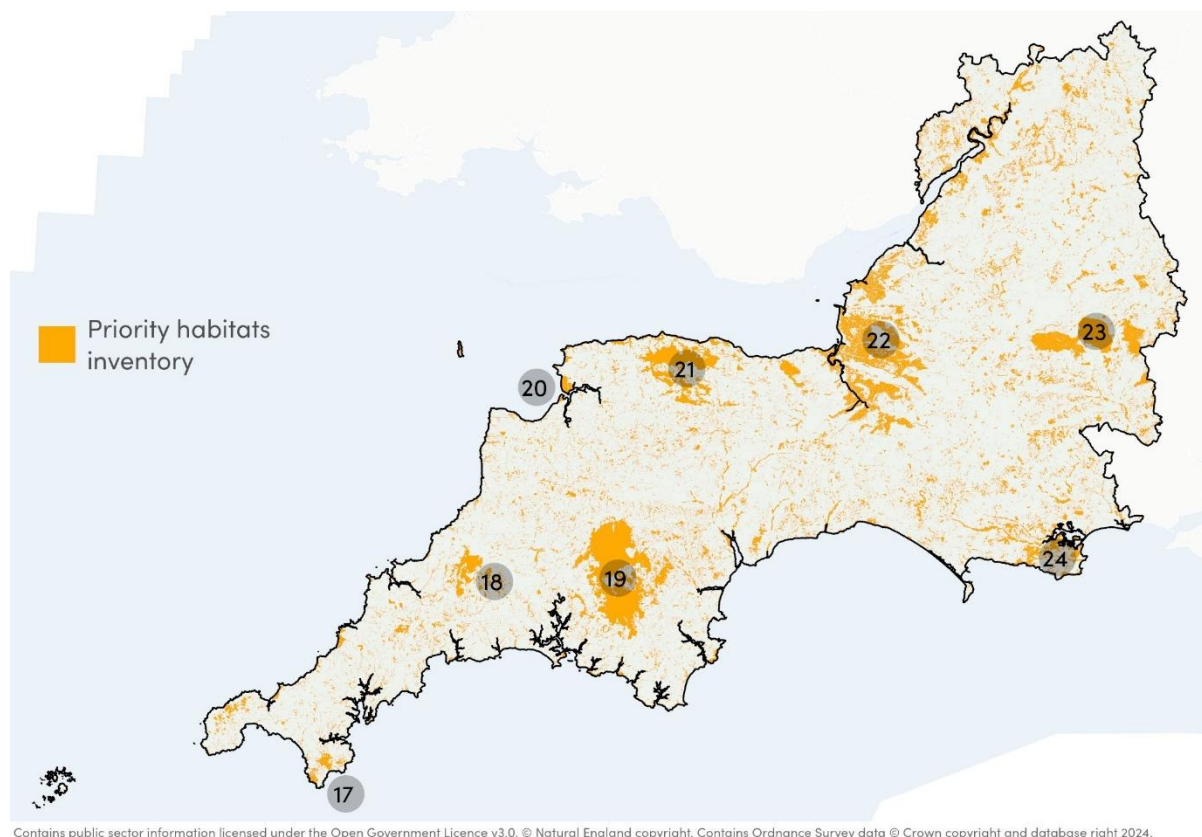 Priority habitats
inventory
22
23
21
20
24
18
19
17
Contains public sector information licensed under the Open Government Licence v3.0. © Natural England copyright. Contains Ordnance Survey data © Crown copyright and database right 2024.